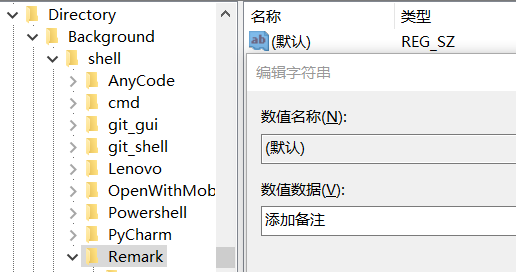 Directory
Background
shell
AnyCode
cmd
git_gui
git_shell
Lenovo
OpenWithMob
Powershell
PyCharm
Remark
名称 类型
ab (默认) REG_SZ
编辑字符串
数值名称(N):
(默认)
数值数据(V):
添加备注